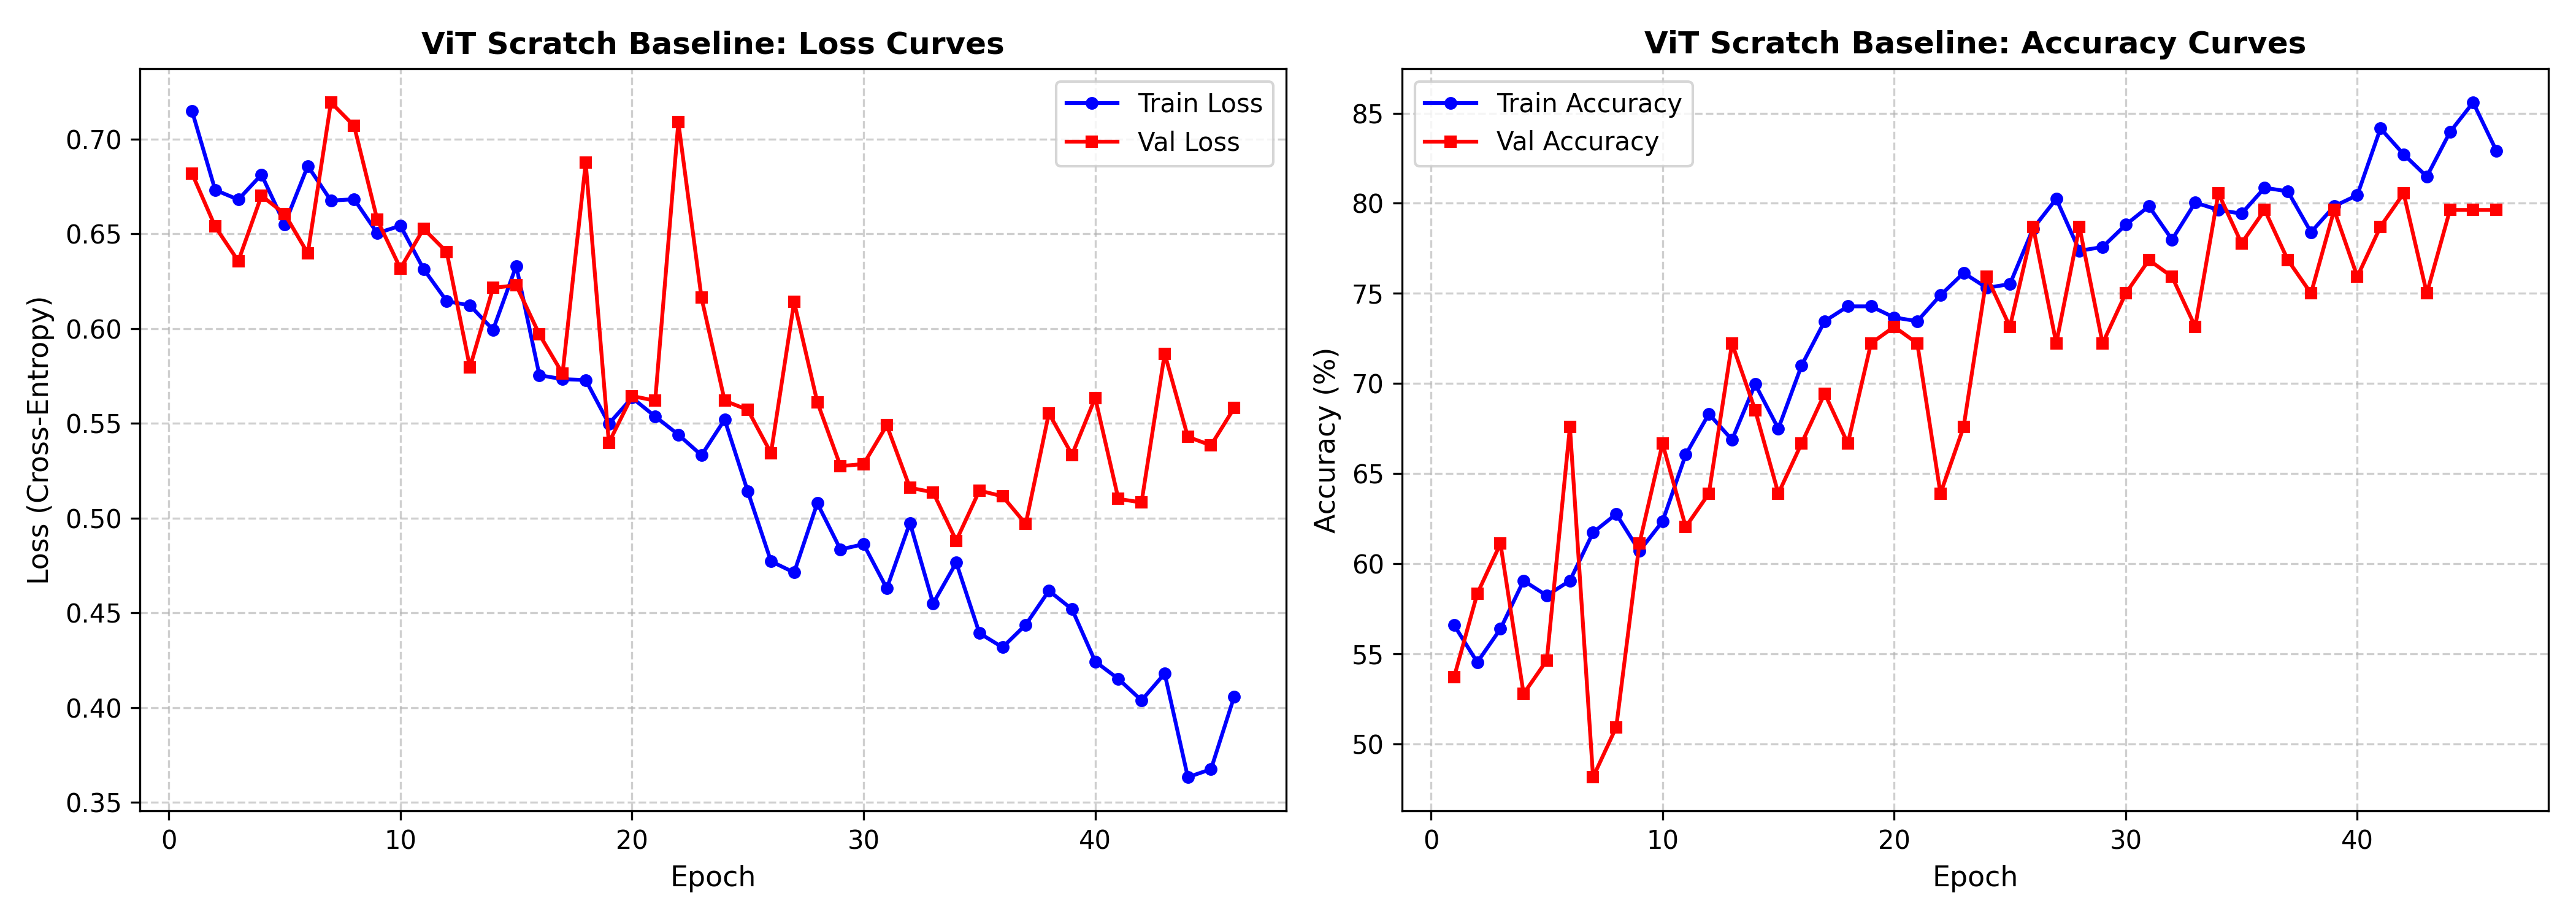 ViT Scratch Baseline: Loss Curves
Loss (Cross-Entropy)
0.70
0.65
0.60
0.55
0.50
0.45
0.40
0.35
Train Loss
Val Loss
0
10
20
30
40
Epoch
ViT Scratch Baseline: Accuracy Curves
Accuracy (%)
85
80
75
70
65
60
55
50
Train Accuracy
Val Accuracy
0
10
20
30
40
Epoch